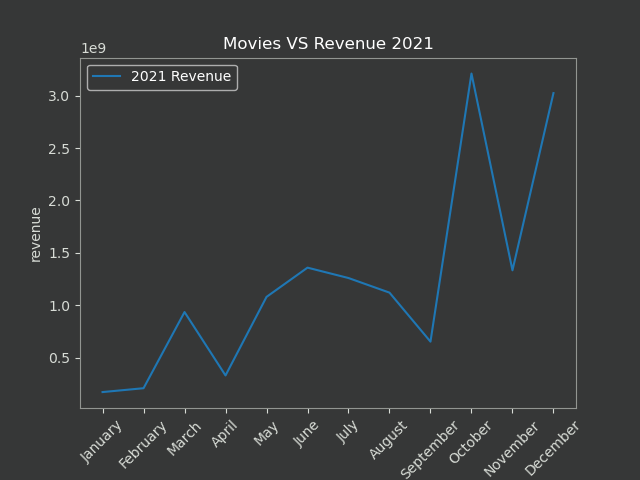 Movies VS Revenue 2021
1e9
2021 Revenue
3.0
2.5
2.0
1.5
1.0
0.5
revenue
January
February
March
April
May
June
July
August
September
October
November
December